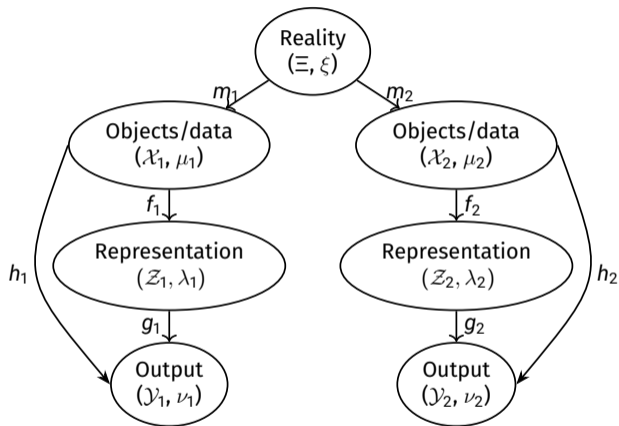 Reality
(Ξ, ξ)
m₁
m₂
Objects/data
(𝒳₁, μ₁)
Objects/data
(𝒳₂, μ₂)
f₁
f₂
Representation
(𝒵₁, λ₁)
Representation
(𝒵₂, λ₂)
h₁
h₂
g₁
g₂
Output
(𝒴₁, ν₁)
Output
(𝒴₂, ν₂)